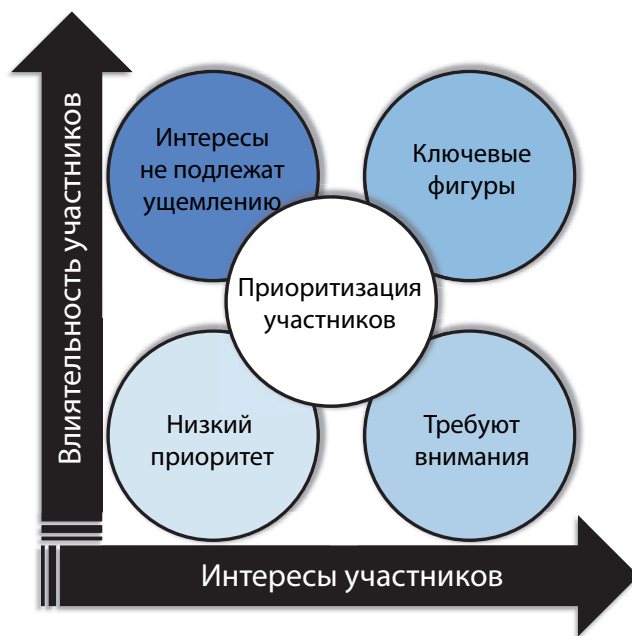 Влиятельность участников
Интересы
не подлежат
ущемлению
Ключевые
фигуры
Приоритизация
участников
Низкий
приоритет
Требуют
внимания
Интересы участников